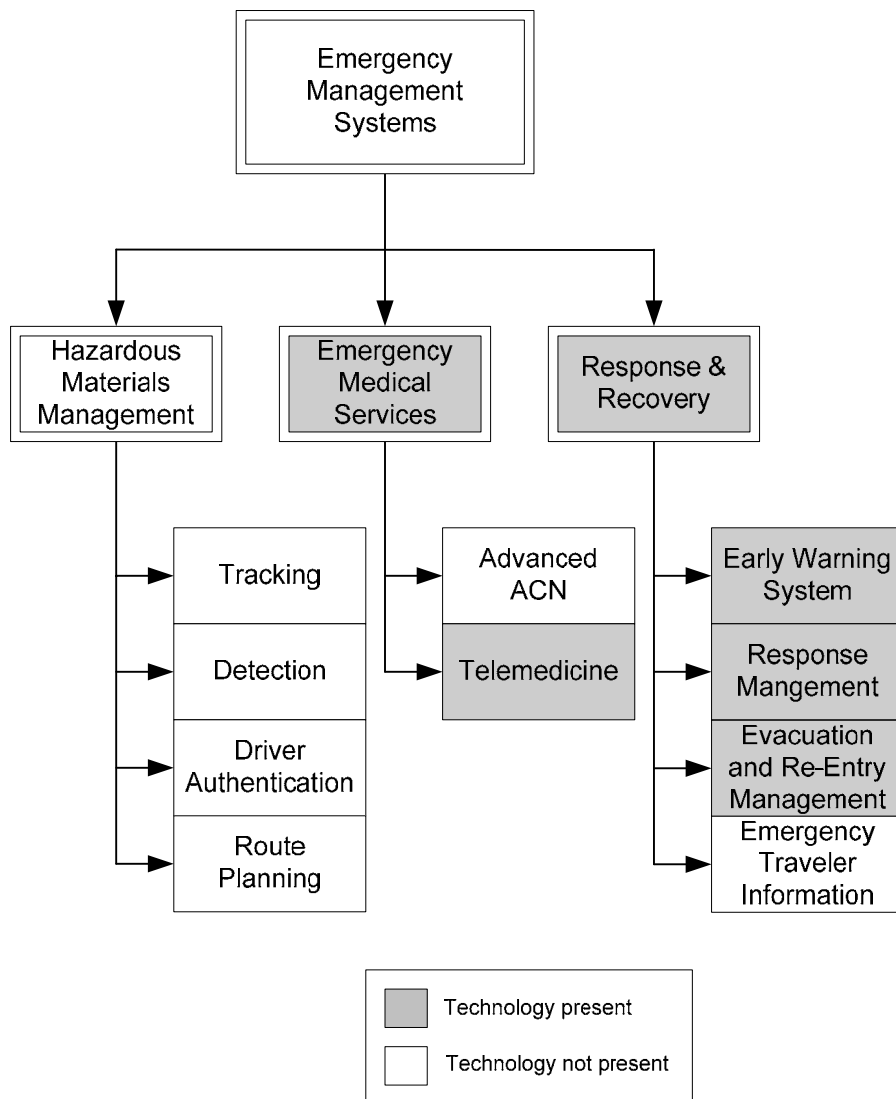 Emergency
Management
Systems
Hazardous
Materials
Management
Emergency
Medical
Services
Response &
Recovery
Tracking
Detection
Driver
Authentication
Route
Planning
Advanced
ACN
Telemedicine
Early Warning
System
Response
Mangement
Evacuation
and Re-Entry
Management
Emergency
Traveler
Information
Technology present
Technology not present